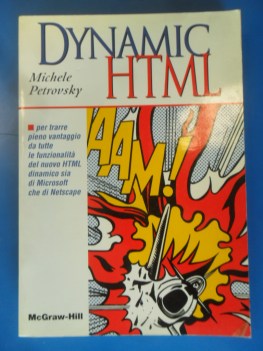 DYNAMIC
HTML
Michele
Petrovsky
per trarre
pieno vantaggio
da tutte
le funzionalità
del nuovo HTML
dinamico sia
di Microsoft
che di Netscape
AAM!
McGraw-Hill